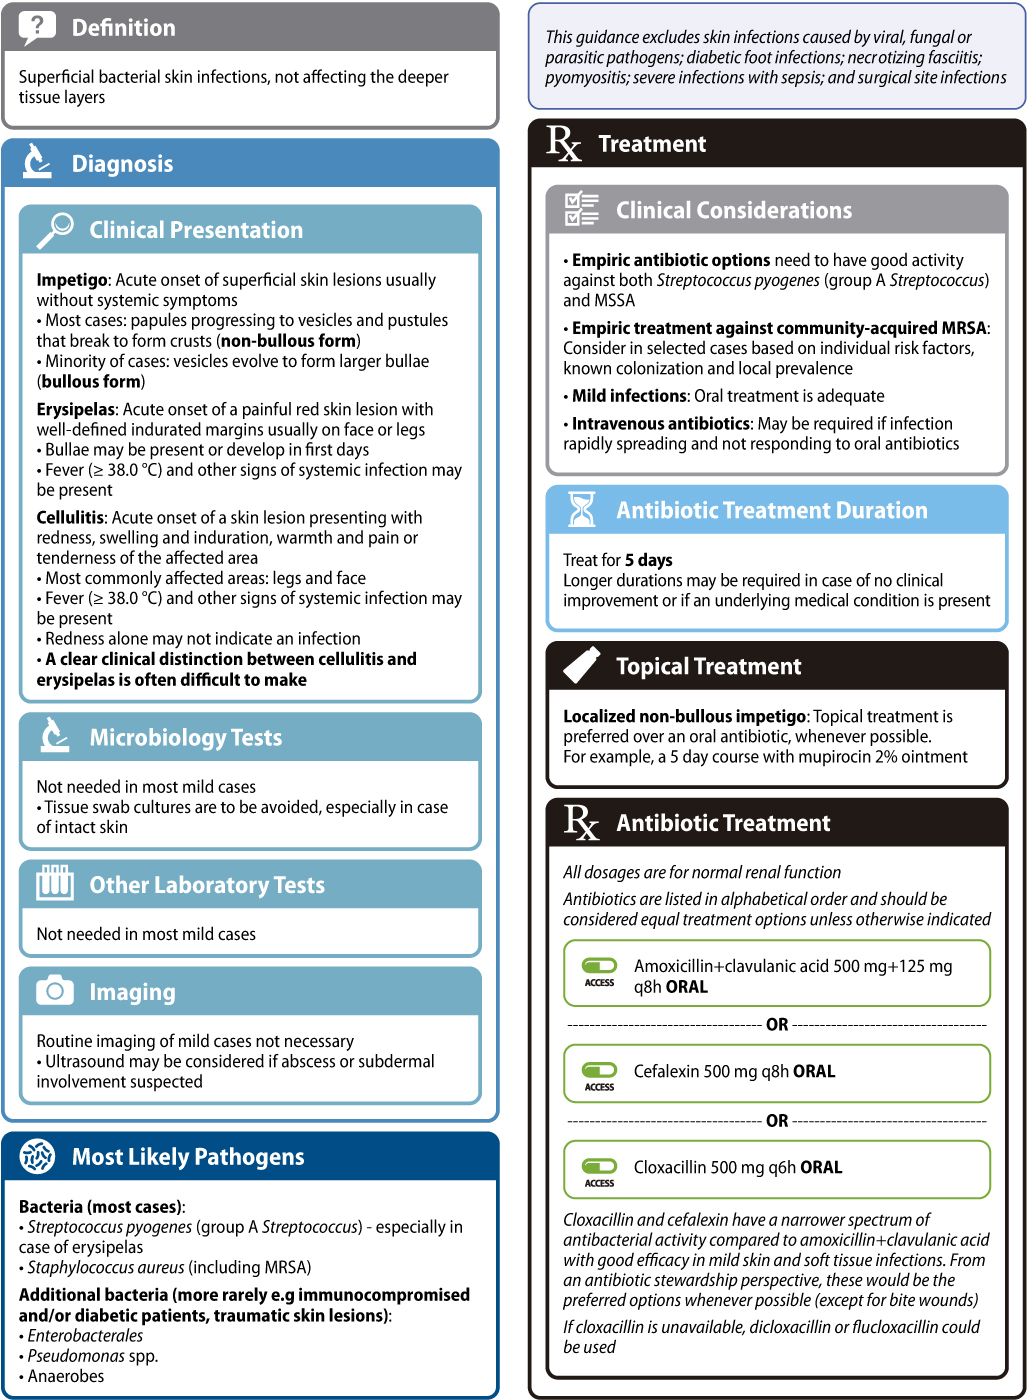 Definition
Superficial bacterial skin infections, not affecting the deeper
tissue layers
Diagnosis
Clinical Presentation
Impetigo: Acute onset of superficial skin lesions usually
without systemic symptoms
• Most cases: papules progressing to vesicles and pustules
that break to form crusts (non-bullous form)
• Minority of cases: vesicles evolve to form larger bullae
(bullous form)
Erysipelas: Acute onset of a painful red skin lesion with
well-defined indurated margins usually on face or legs
• Bullae may be present or develop in first days
• Fever (≥ 38.0 °C) and other signs of systemic infection may
be present
Cellulitis: Acute onset of a skin lesion presenting with
redness, swelling and induration, warmth and pain or
tenderness of the affected area
• Most commonly affected areas: legs and face
• Fever (≥ 38.0 °C) and other signs of systemic infection may
be present
• Redness alone may not indicate an infection
• A clear clinical distinction between cellulitis and
erysipelas is often difficult to make
Microbiology Tests
Not needed in most mild cases
• Tissue swab cultures are to be avoided, especially in case
of intact skin
Other Laboratory Tests
Not needed in most mild cases
Imaging
Routine imaging of mild cases not necessary
• Ultrasound may be considered if abscess or subdermal
involvement suspected
Most Likely Pathogens
Bacteria (most cases):
• Streptococcus pyogenes (group A Streptococcus) - especially in
case of erysipelas
• Staphylococcus aureus (including MRSA)
Additional bacteria (more rarely e.g immunocompromised
and/or diabetic patients, traumatic skin lesions):
• Enterobacterales
• Pseudomonas spp.
• Anaerobes
This guidance excludes skin infections caused by viral, fungal or
parasitic pathogens; diabetic foot infections; necrotizing fasciitis;
pyomyositis; severe infections with sepsis; and surgical site infections
Rx Treatment
Clinical Considerations
• Empiric antibiotic options need to have good activity
against both Streptococcus pyogenes (group A Streptococcus)
and MSSA
• Empiric treatment against community-acquired MRSA:
Consider in selected cases based on individual risk factors,
known colonization and local prevalence
• Mild infections: Oral treatment is adequate
• Intravenous antibiotics: May be required if infection
rapidly spreading and not responding to oral antibiotics
Antibiotic Treatment Duration
Treat for 5 days
Longer durations may be required in case of no clinical
improvement or if an underlying medical condition is present
Topical Treatment
Localized non-bullous impetigo: Topical treatment is
preferred over an oral antibiotic, whenever possible.
For example, a 5 day course with mupirocin 2% ointment
Rx Antibiotic Treatment
All dosages are for normal renal function
Antibiotics are listed in alphabetical order and should be
considered equal treatment options unless otherwise indicated
ACCESS
Amoxicillin+clavulanic acid 500 mg+125 mg
q8h ORAL
OR
ACCESS
Cefalexin 500 mg q8h ORAL
OR
ACCESS
Cloxacillin 500 mg q6h ORAL
Cloxacillin and cefalexin have a narrower spectrum of
antibacterial activity compared to amoxicillin+clavulanic acid
with good efficacy in mild skin and soft tissue infections. From
an antibiotic stewardship perspective, these would be the
preferred options whenever possible (except for bite wounds)
If cloxacillin is unavailable, dicloxacillin or flucloxacillin could
be used